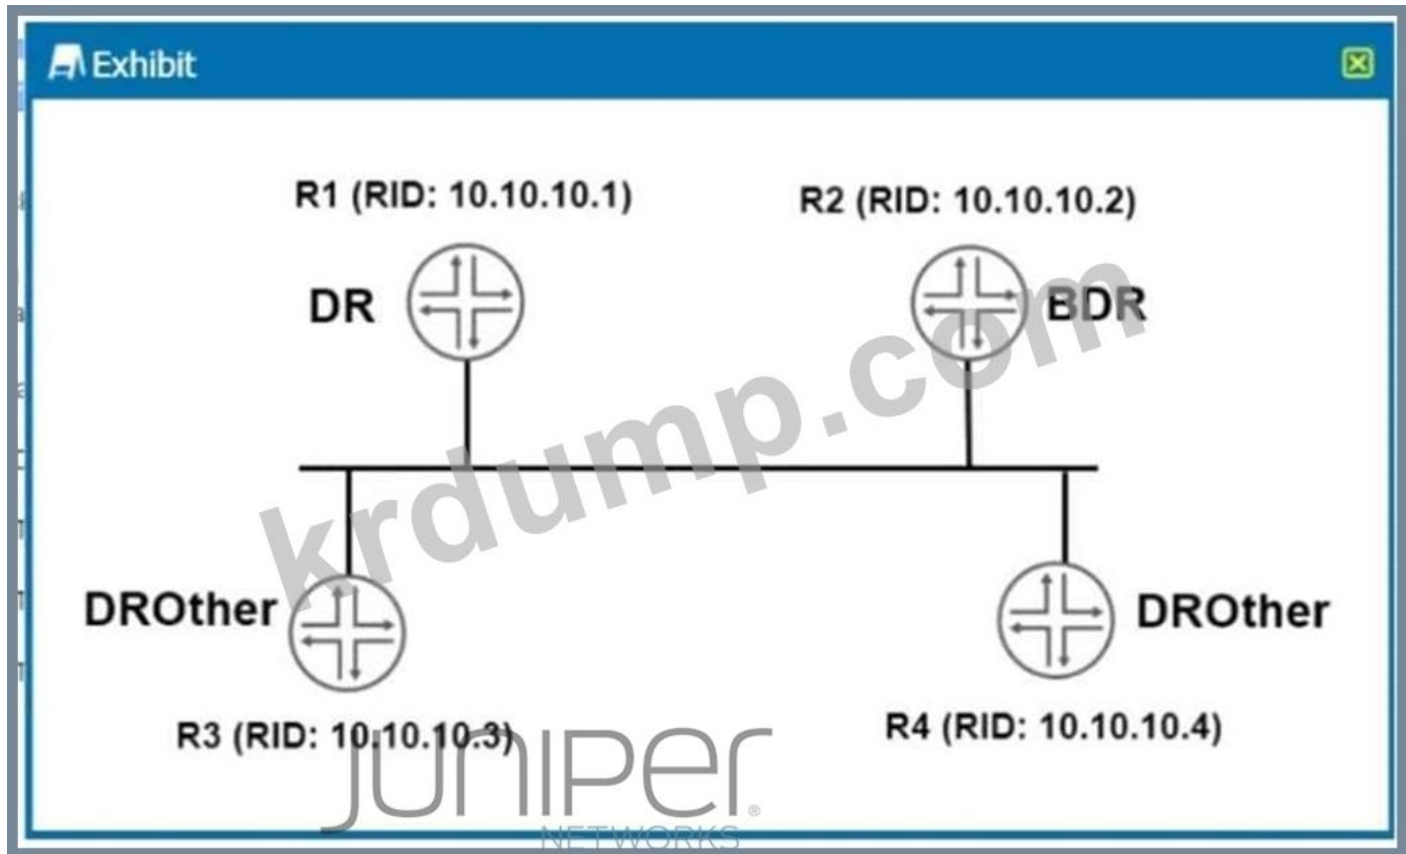 Exhibit
R1 (RID: 10.10.10.1)
R2 (RID: 10.10.10.2)
DR
BDR
krdump.com
DROther
DROther
R3 (RID: 10.10.10.3)
R4 (RID: 10.10.10.4)
JUNIPEr
NETWORKS